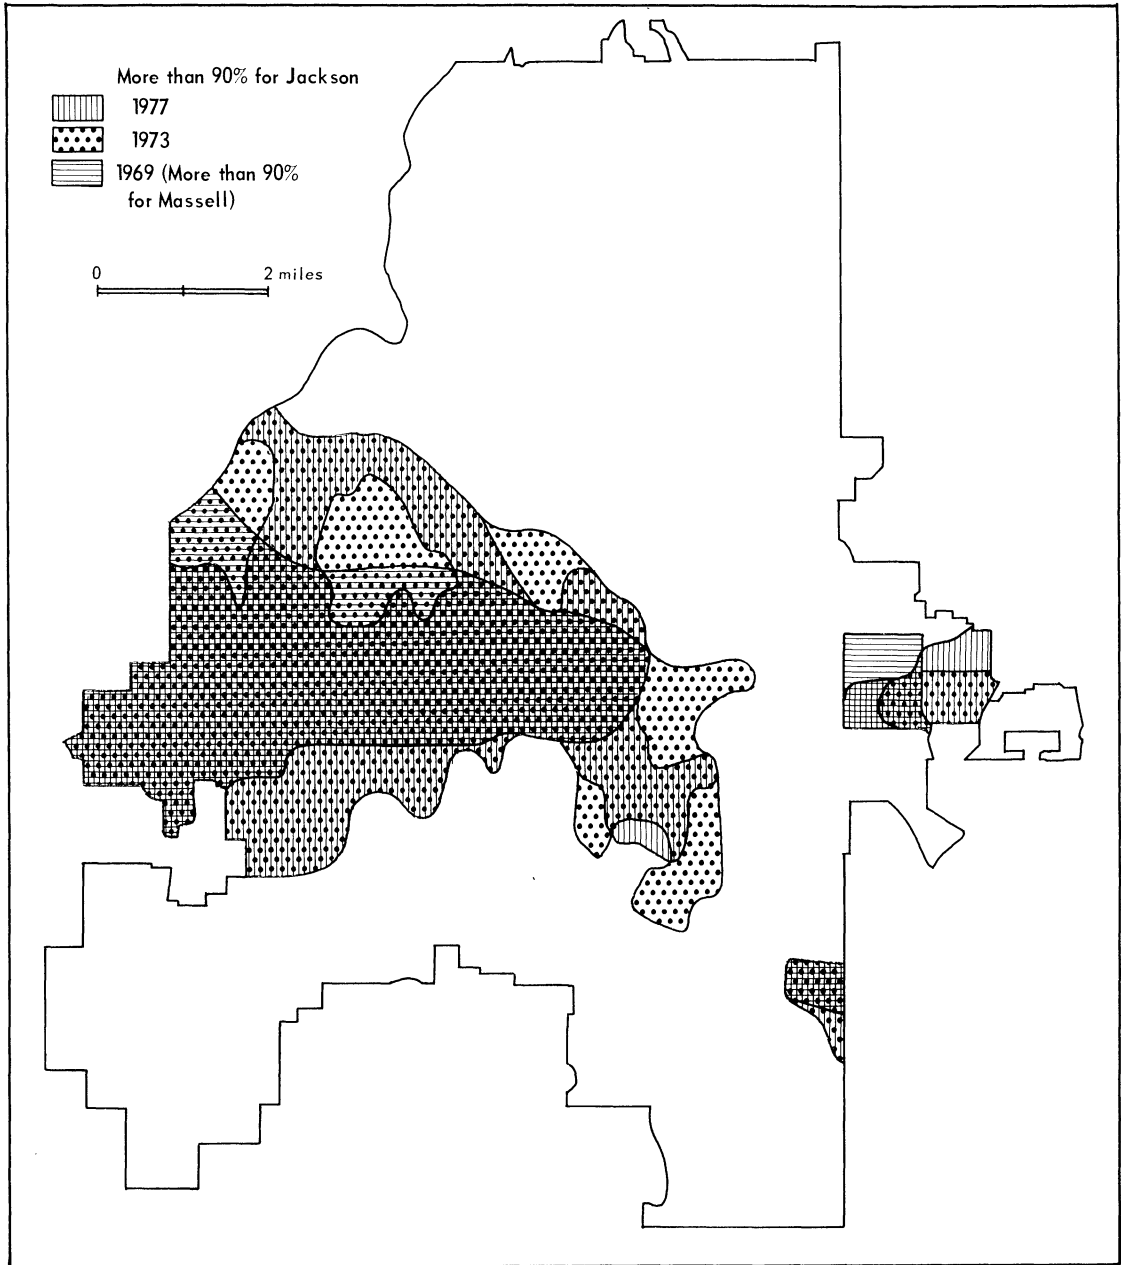 More than 90% for Jackson
1977
1973
1969 (More than 90%
for Massell)
0 2 miles